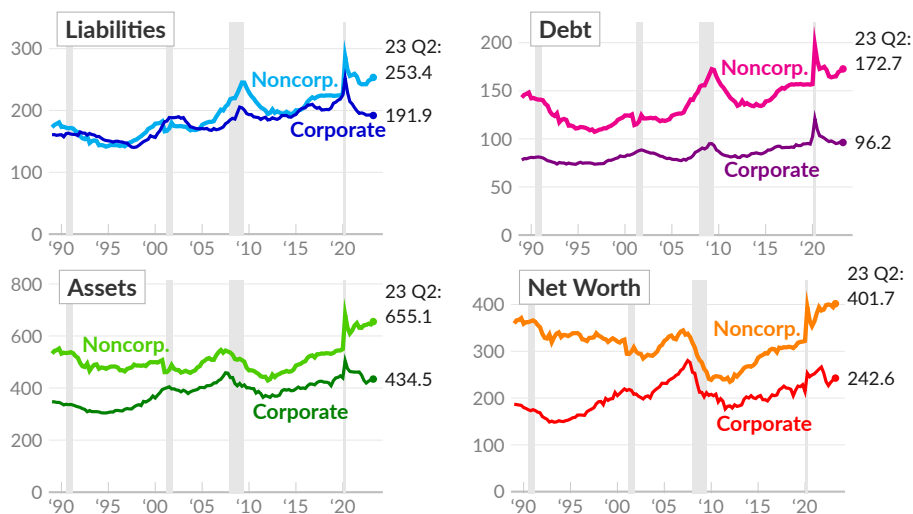 Liabilities
23 Q2:
253.4
191.9
Noncorp.
Corporate
300
200
100
0
‘90 ‘95 ‘00 ‘05 ‘10 ‘15 ‘20
Debt
23 Q2:
172.7
96.2
Noncorp.
Corporate
200
150
100
50
0
‘90 ‘95 ‘00 ‘05 ‘10 ‘15 ‘20
Assets
23 Q2:
655.1
434.5
Noncorp.
Corporate
800
600
400
200
0
‘90 ‘95 ‘00 ‘05 ‘10 ‘15 ‘20
Net Worth
23 Q2:
401.7
242.6
Noncorp.
Corporate
400
300
200
100
0
‘90 ‘95 ‘00 ‘05 ‘10 ‘15 ‘20